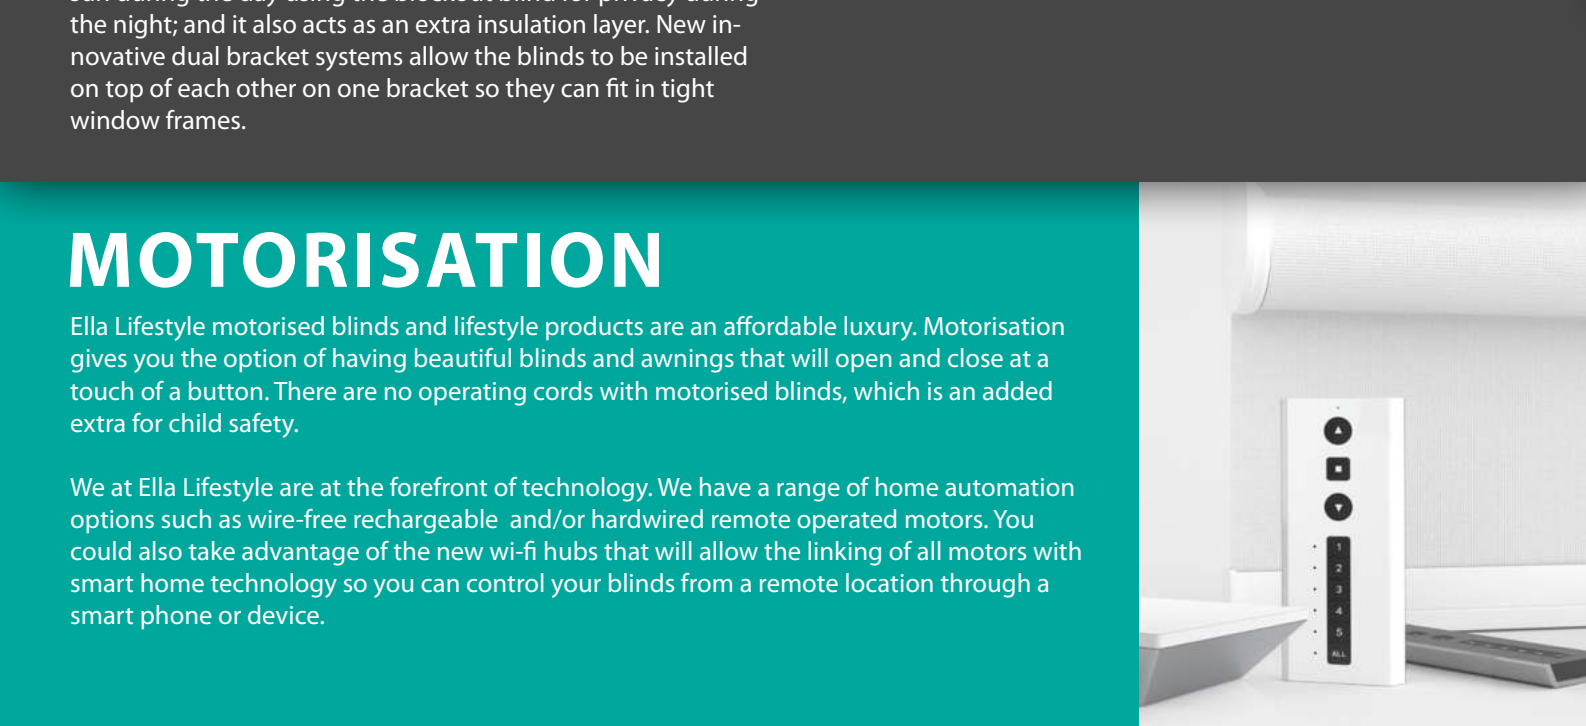 the night; and it also acts as an extra insulation layer. New in-
novative dual bracket systems allow the blinds to be installed
on top of each other on one bracket so they can fit in tight
window frames.
MOTORISATION
Ella Lifestyle motorised blinds and lifestyle products are an affordable luxury. Motorisation
gives you the option of having beautiful blinds and awnings that will open and close at a
touch of a button. There are no operating cords with motorised blinds, which is an added
extra for child safety.
We at Ella Lifestyle are at the forefront of technology. We have a range of home automation
options such as wire-free rechargeable  and/or hardwired remote operated motors. You
could also take advantage of the new wi-fi hubs that will allow the linking of all motors with
smart home technology so you can control your blinds from a remote location through a
smart phone or device.
1
2
3
4
5
ALL